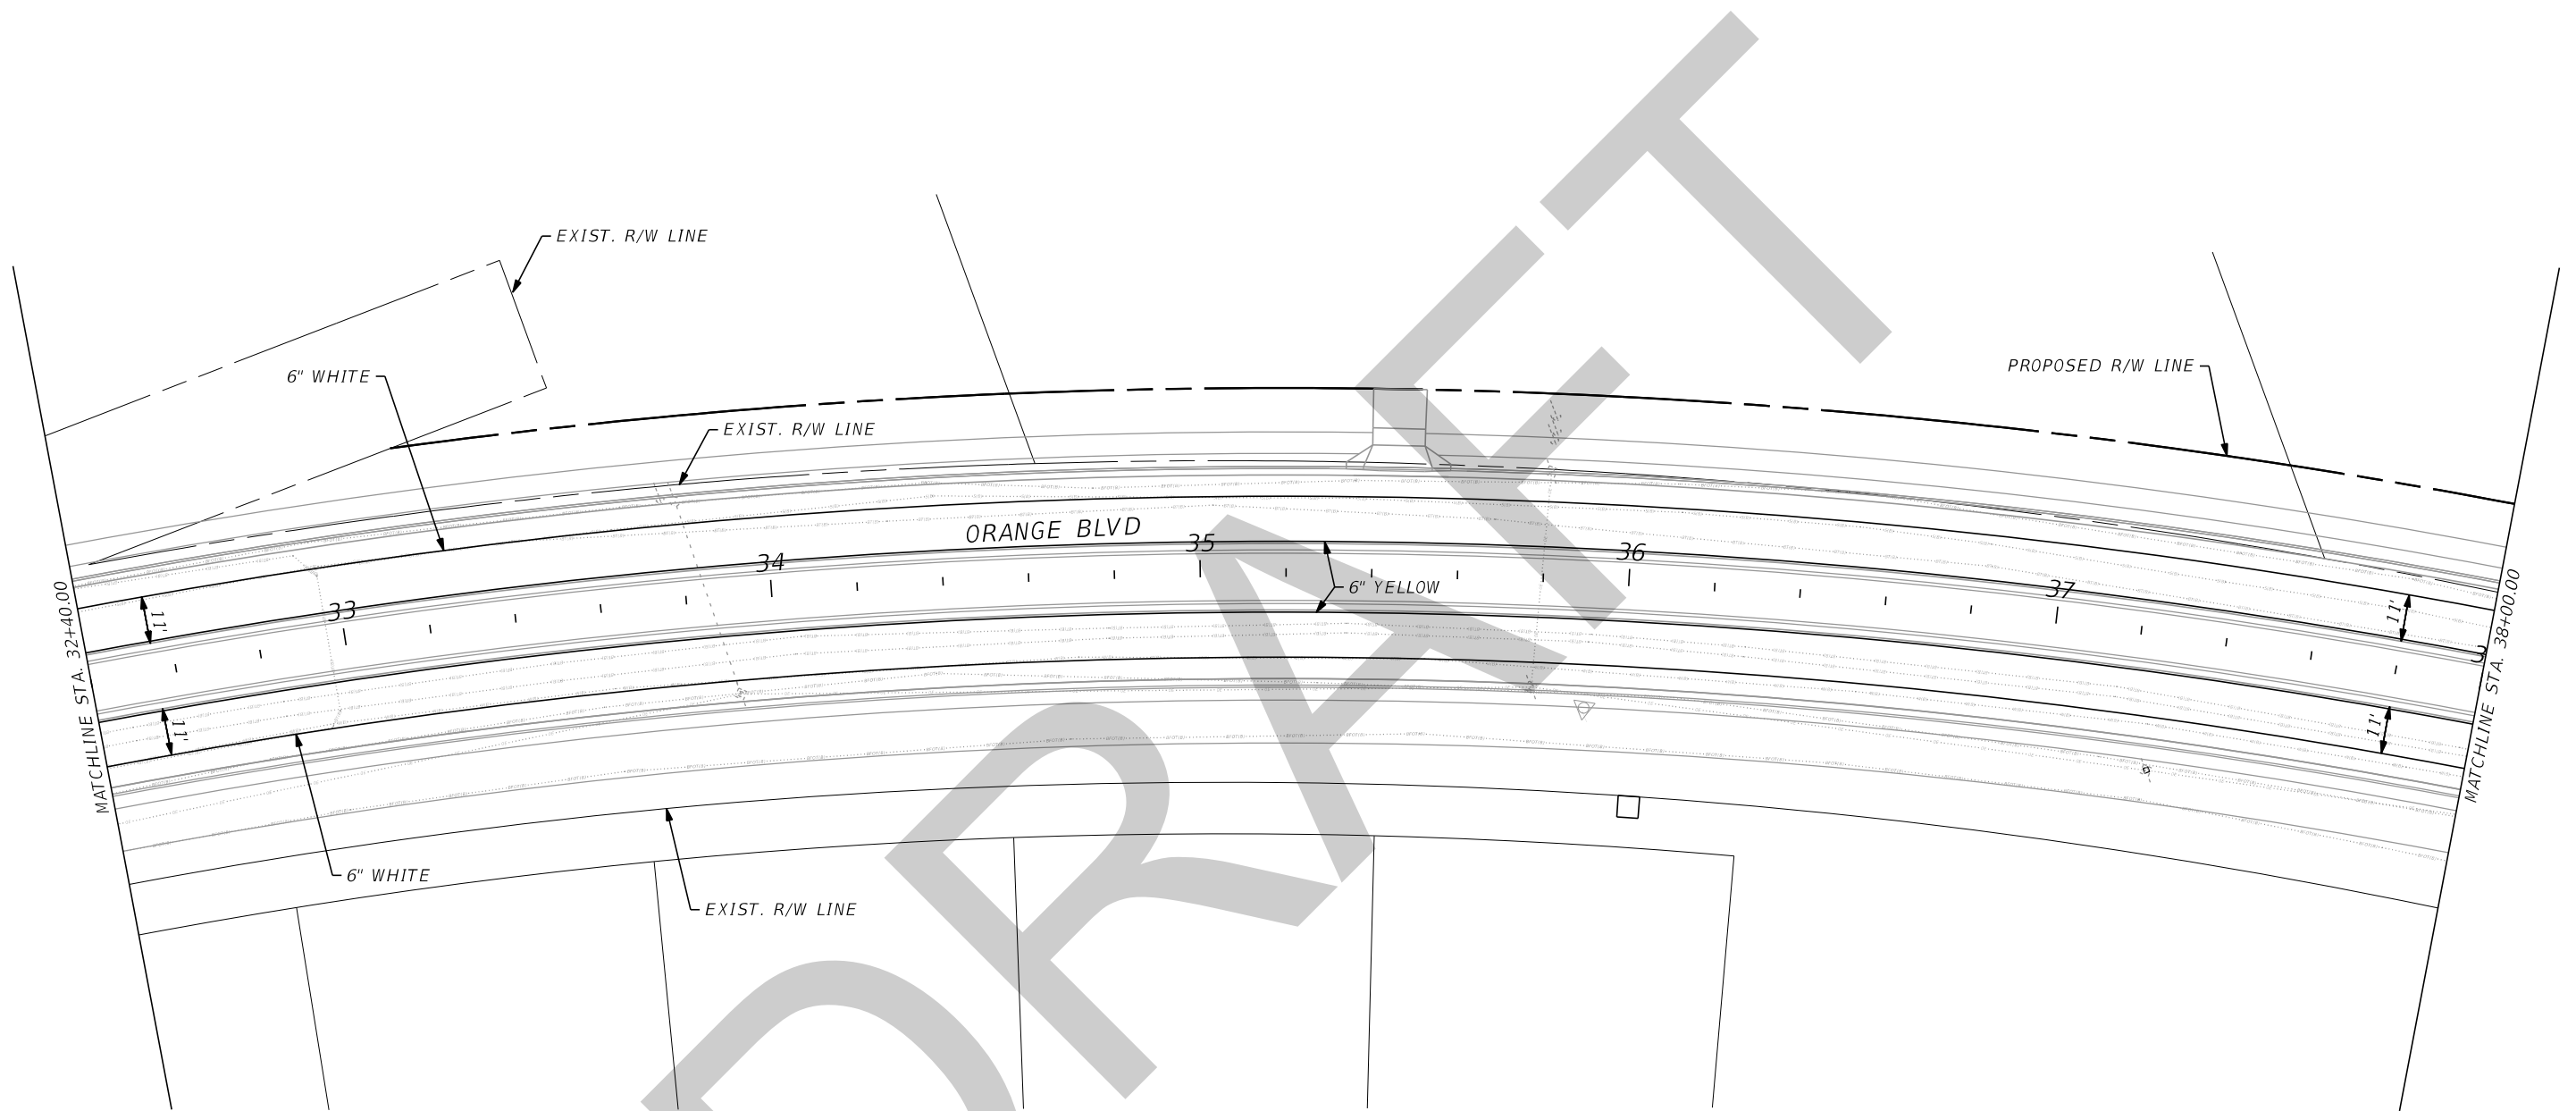 EXIST. R/W LINE
6" WHITE
PROPOSED R/W LINE
EXIST. R/W LINE
ORANGE BLVD
33
34
35
36
37
3
6" YELLOW
11'
11'
11'
11'
MATCHLINE STA. 32+40.00
MATCHLINE STA. 38+00.00
6" WHITE
EXIST. R/W LINE
DRAFT